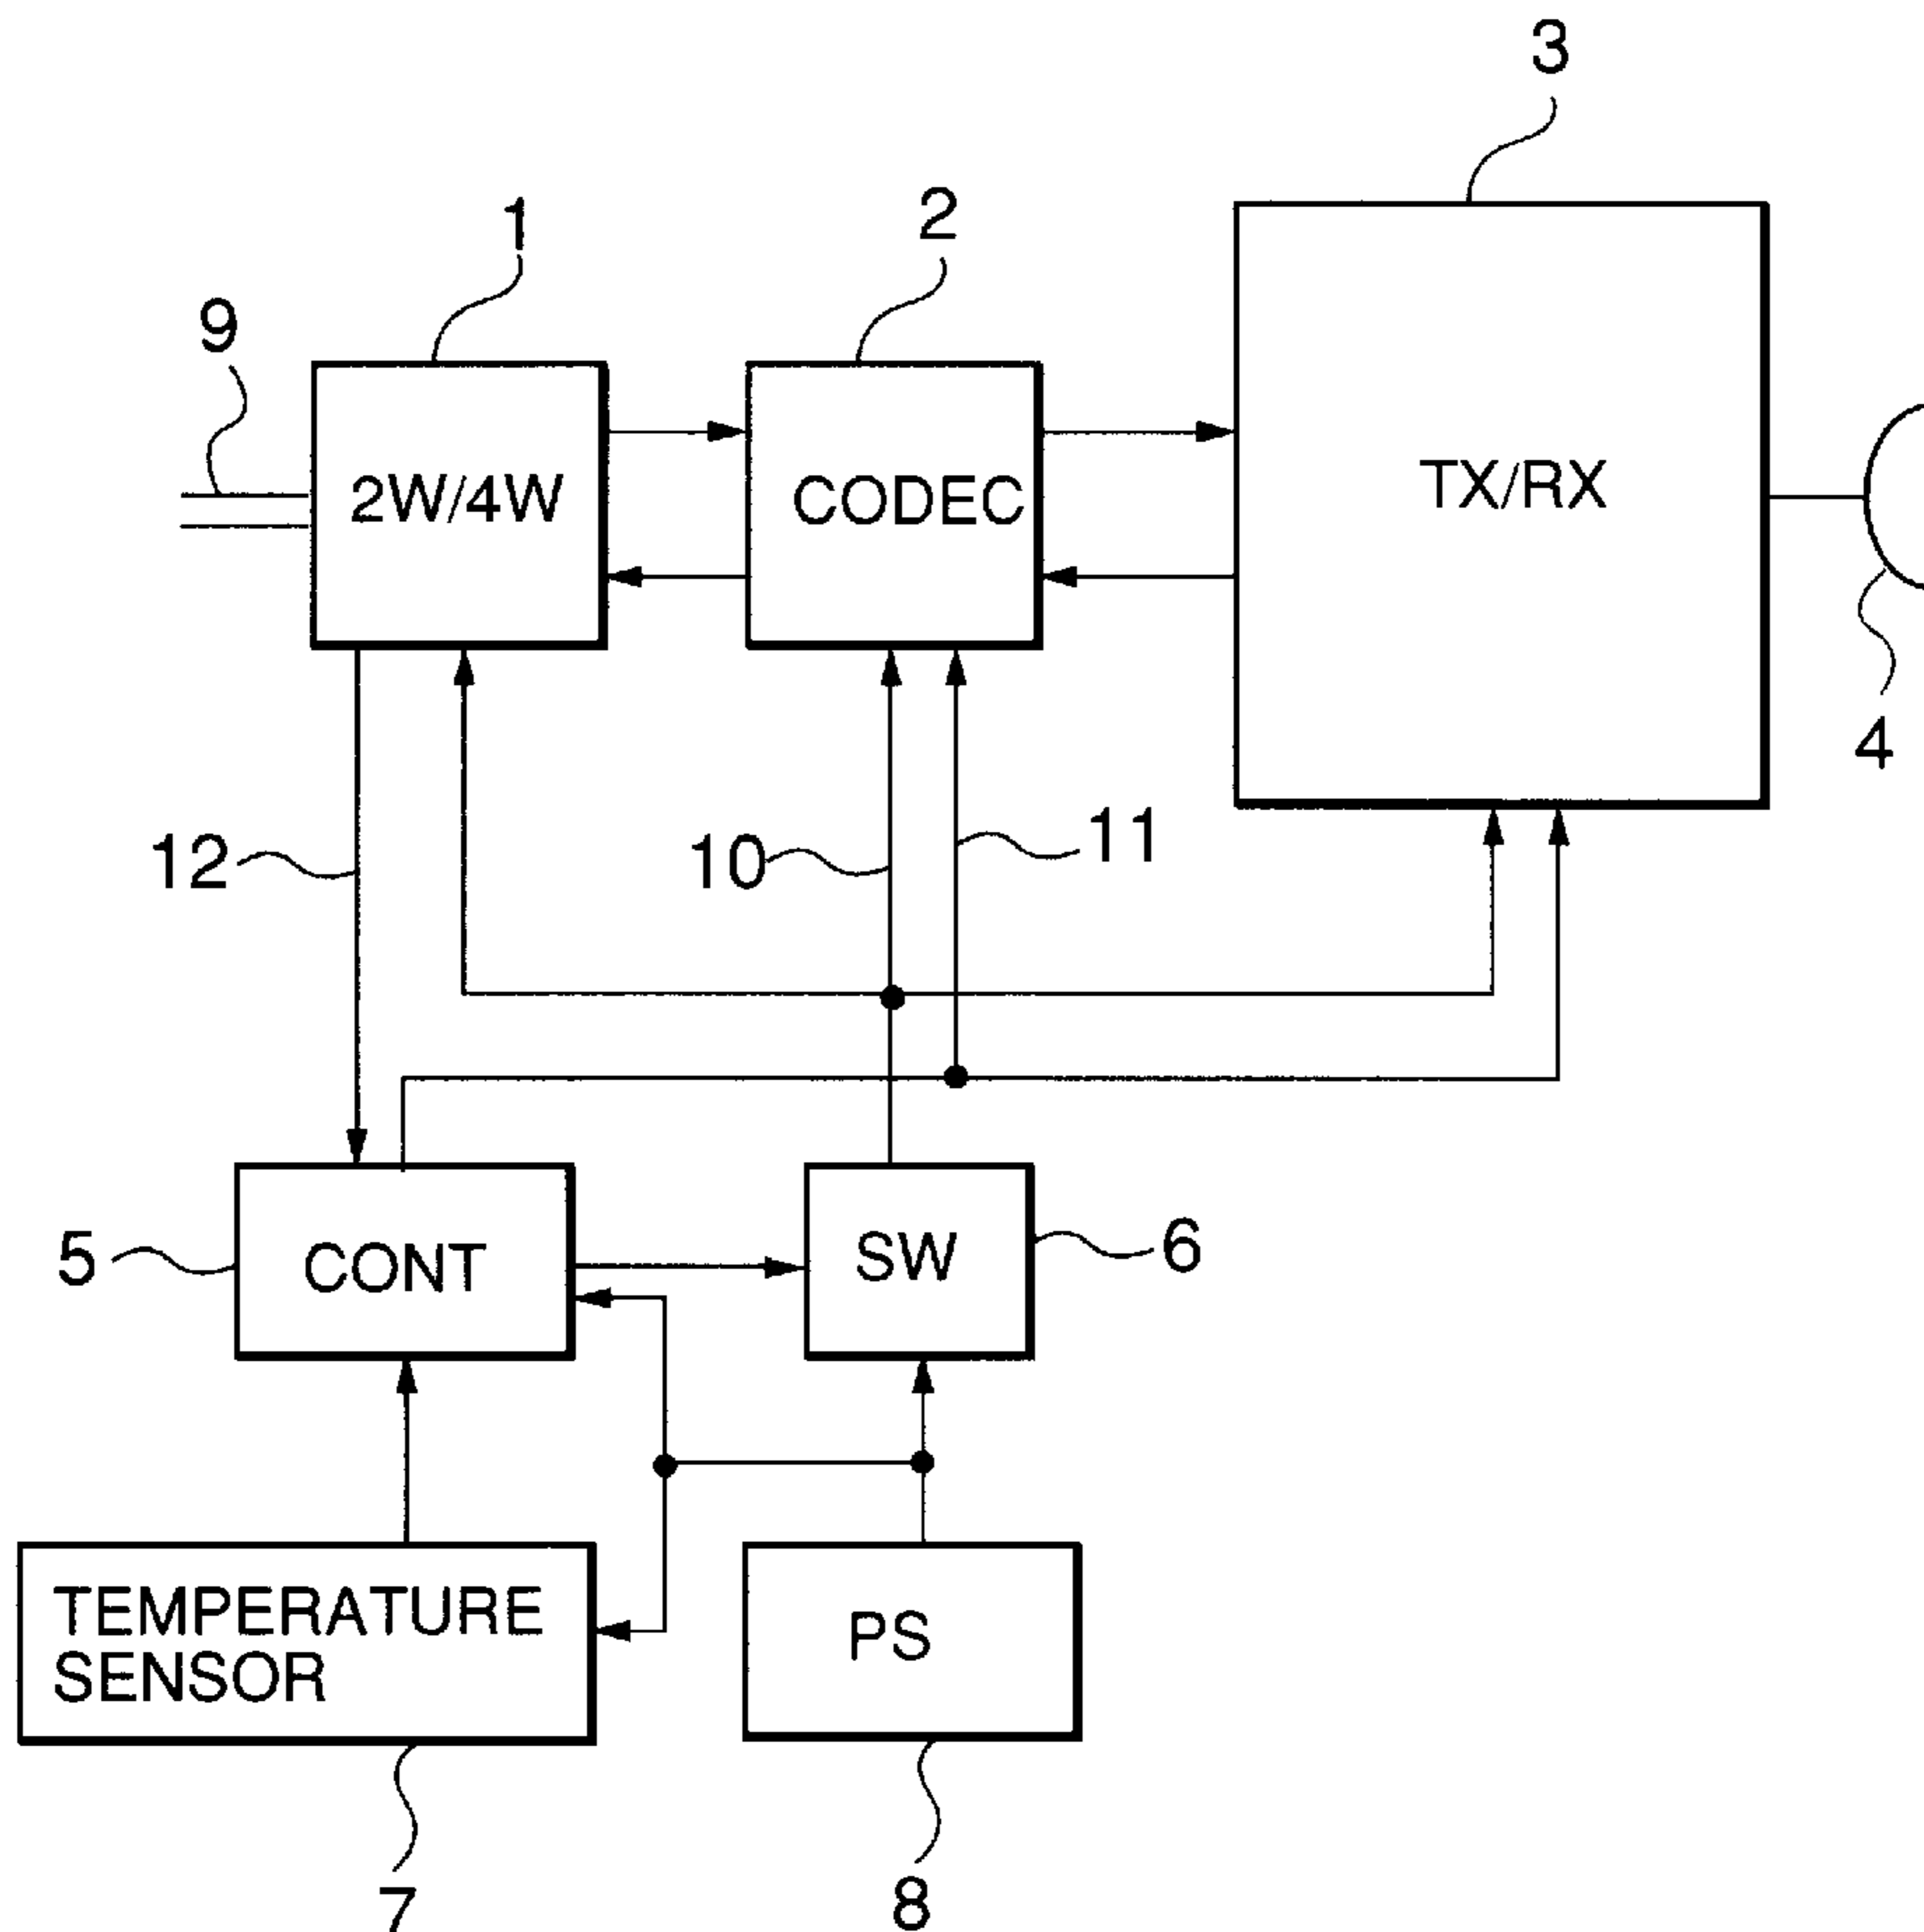 3
1
2
9
2W/4W
CODEC
TX/RX
4
12
10
11
5
CONT
SW
6
TEMPERATURE
SENSOR
PS
7
8